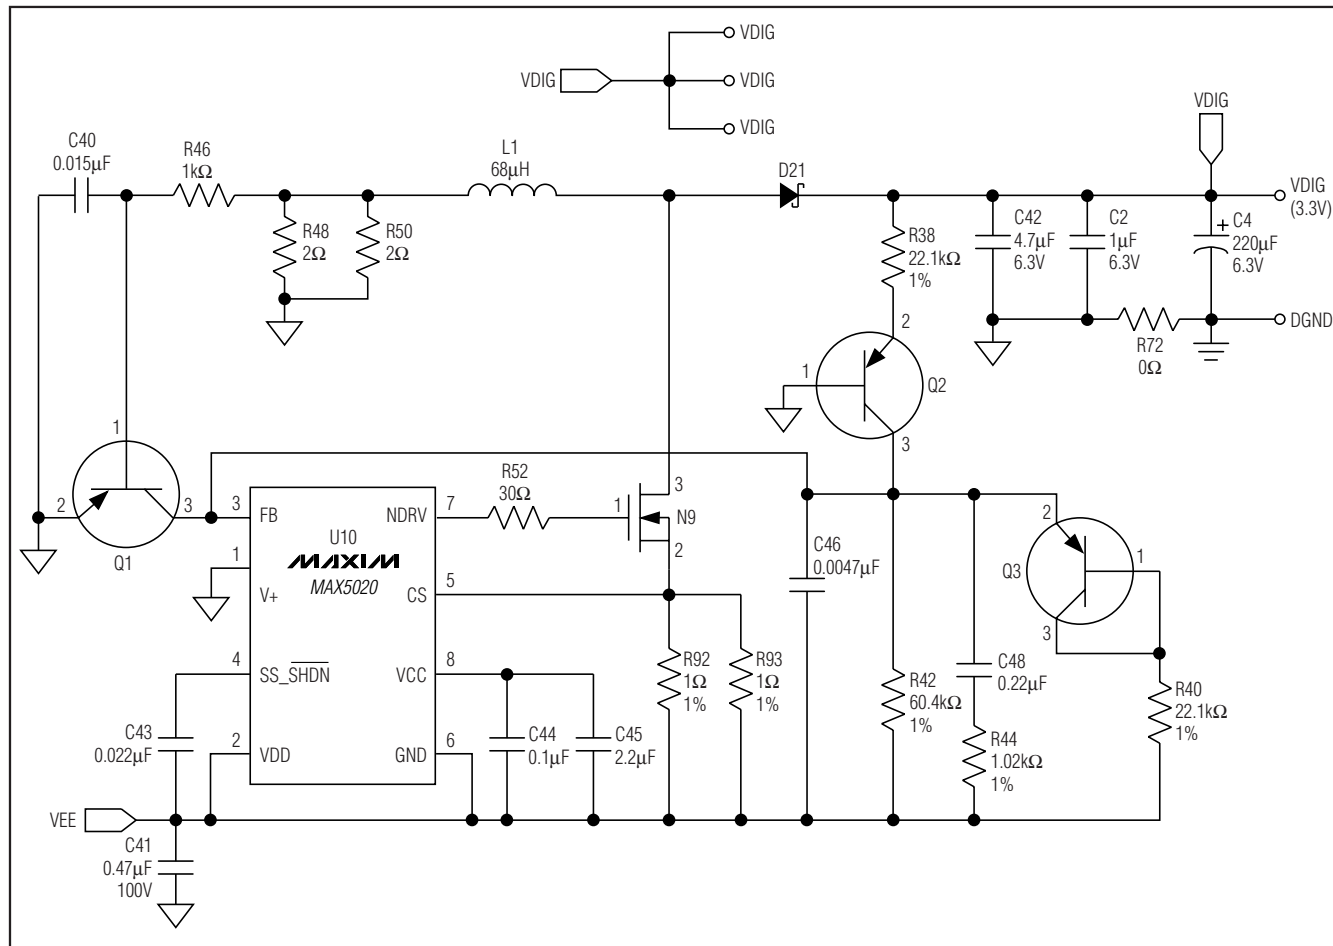 VDIG
VDIG
VDIG
VDIG
VDIG
C40
0.015µF
R46
1kΩ
L1
68µH
D21
VDIG
(3.3V)
R48
2Ω
R50
2Ω
R38
22.1kΩ
1%
C42
4.7µF
6.3V
C2
1µF
6.3V
+
C4
220µF
6.3V
DGND
R72
0Ω
2
1
Q2
3
1
2
3
Q1
3
FB
NDRV
7
R52
30Ω
1
3
N9
2
U10
MAXIM
MAX5020
1
V+
CS
5
C46
0.0047µF
2
Q3
1
3
4
SS_SHDN
VCC
8
R92
1Ω
1%
R93
1Ω
1%
R42
60.4kΩ
1%
C48
0.22µF
R40
22.1kΩ
1%
C43
0.022µF
2
VDD
GND
6
C44
0.1µF
C45
2.2µF
R44
1.02kΩ
1%
VEE
C41
0.47µF
100V